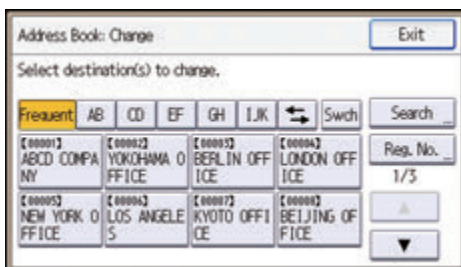 Address Book: Change
Exit
Select destination(s) to change.
Frequent AB CD EF GH IJK Swch
Search
[00001] [00002] [00003] [00004]
ABCD COMPA YOKOHAMA O BERLIN OFF LONDON OFF
NY FFICE ICE ICE
Reg. No.
1/3
[00005] [00006] [00007] [00008]
NEW YORK O LOS ANGELE KYOTO OFFI BEIJING OF
FFICE S CE FICE